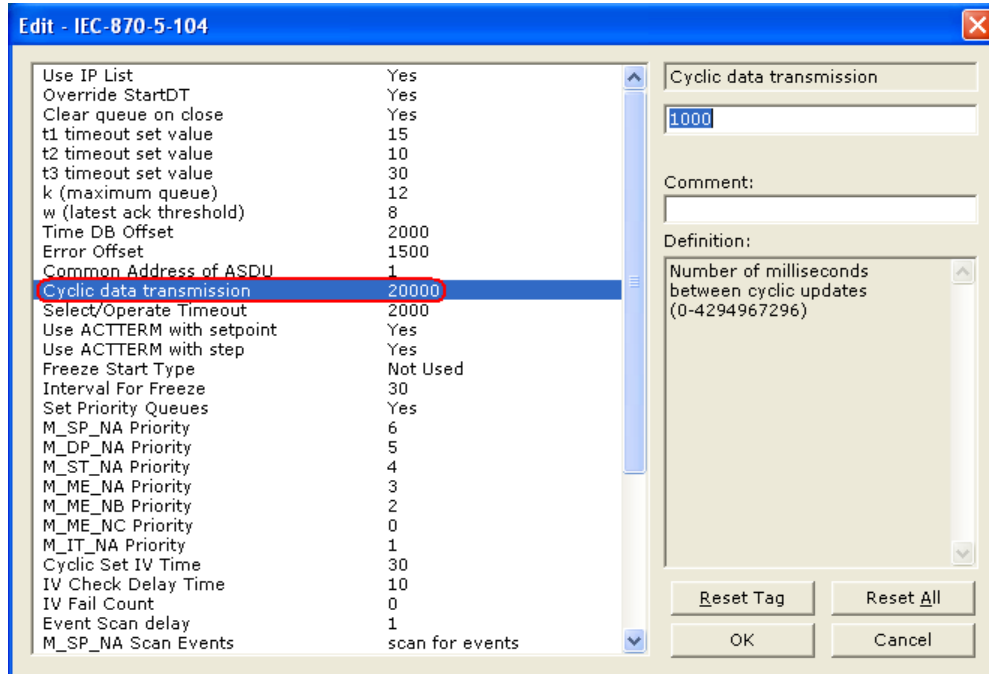 Edit - IEC-870-5-104
Use IP List Yes
Override StartDT Yes
Clear queue on close Yes
t1 timeout set value 15
t2 timeout set value 10
t3 timeout set value 30
k (maximum queue) 12
w (latest ack threshold) 8
Time DB Offset 2000
Error Offset 1500
Common Address of ASDU 1
Cyclic data transmission 20000
Select/Operate Timeout 2000
Use ACTTERM with setpoint Yes
Use ACTTERM with step Yes
Freeze Start Type Not Used
Interval For Freeze 30
Set Priority Queues Yes
M_SP_NA Priority 6
M_DP_NA Priority 5
M_ST_NA Priority 4
M_ME_NA Priority 3
M_ME_NB Priority 2
M_ME_NC Priority 0
M_IT_NA Priority 1
Cyclic Set IV Time 30
IV Check Delay Time 10
IV Fail Count 0
Event Scan delay 1
M_SP_NA Scan Events scan for events
Cyclic data transmission
1000
Comment:
Definition:
Number of milliseconds
between cyclic updates
(0-4294967296)
Reset Tag Reset All
OK Cancel